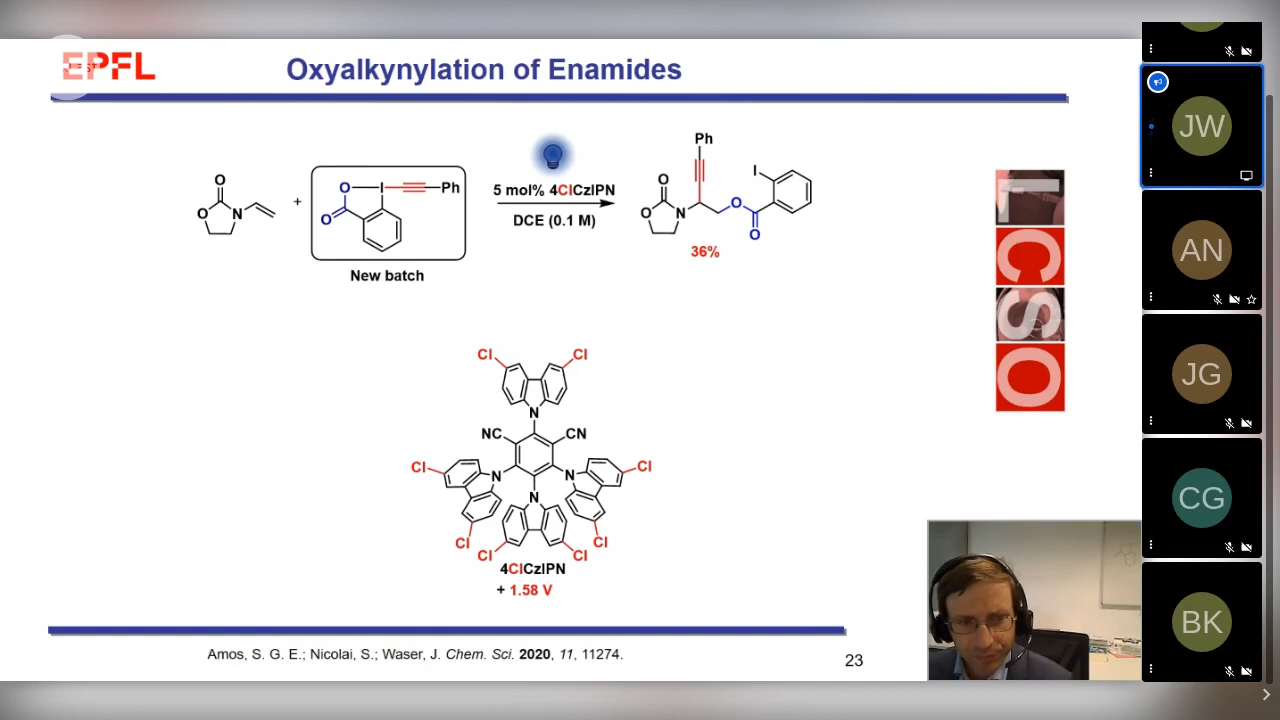 EPFL
Oxyalkynylation of Enamides
O
O
N
+
O
I
Ph
O
New batch
5 mol% 4ClCzIPN
DCE (0.1 M)
Ph
O
O
N
O
O
I
36%
Cl
Cl
N
NC
CN
Cl
N
N
Cl
N
Cl
Cl
Cl
Cl
4ClCzIPN
+ 1.58 V
L
C
S
O
Amos, S. G. E.; Nicolai, S.; Waser, J. Chem. Sci. 2020, 11, 11274.
23
JW
AN
JG
CG
BK